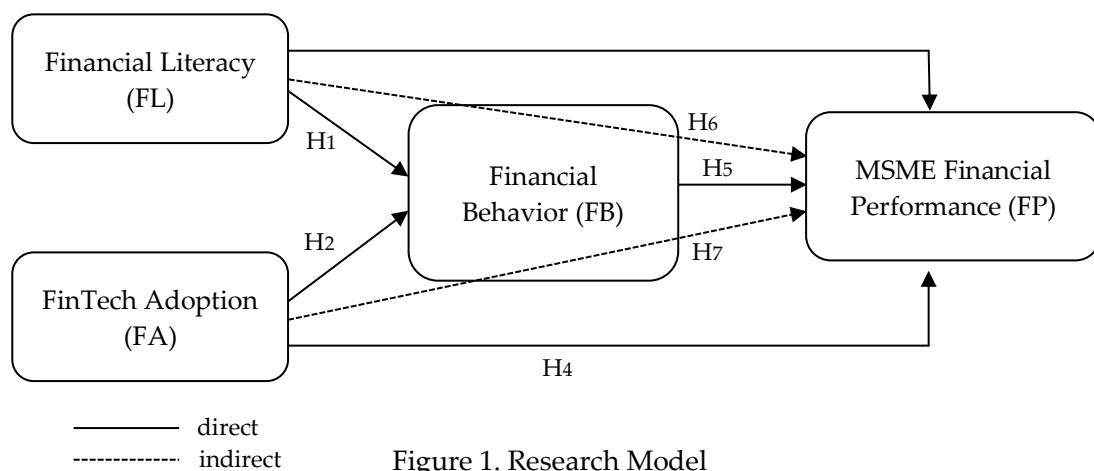 Financial Literacy
(FL)
H1
H6
Financial
Behavior (FB)
H5
MSME Financial
Performance (FP)
H2
H7
FinTech Adoption
(FA)
H4
direct
indirect
Figure 1. Research Model